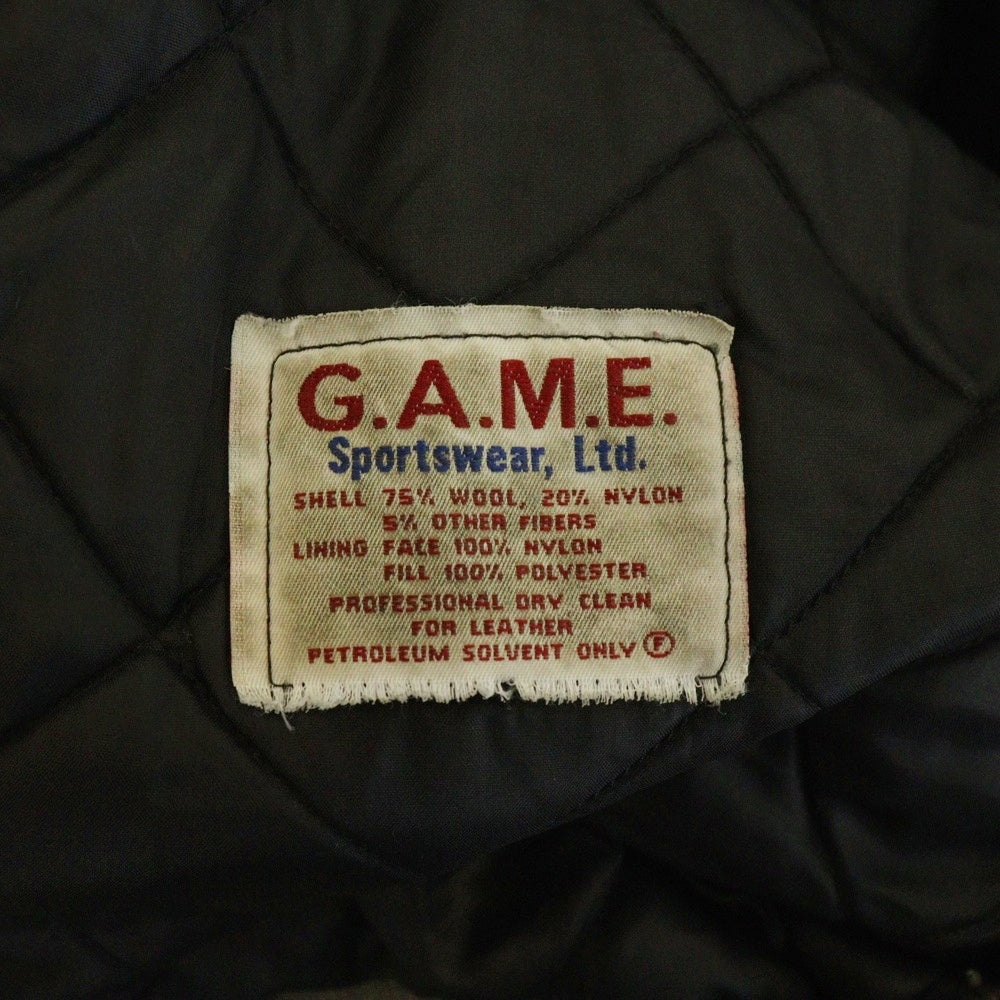 G.A.M.E.
Sportswear, Ltd.
SHELL 75% WOOL, 20% NYLON
5% OTHER FIBERS
LINING FACE 100% NYLON
FILL 100% POLYESTER
PROFESSIONAL DRY CLEAN
FOR LEATHER
PETROLEUM SOLVENT ONLY Ⓕ